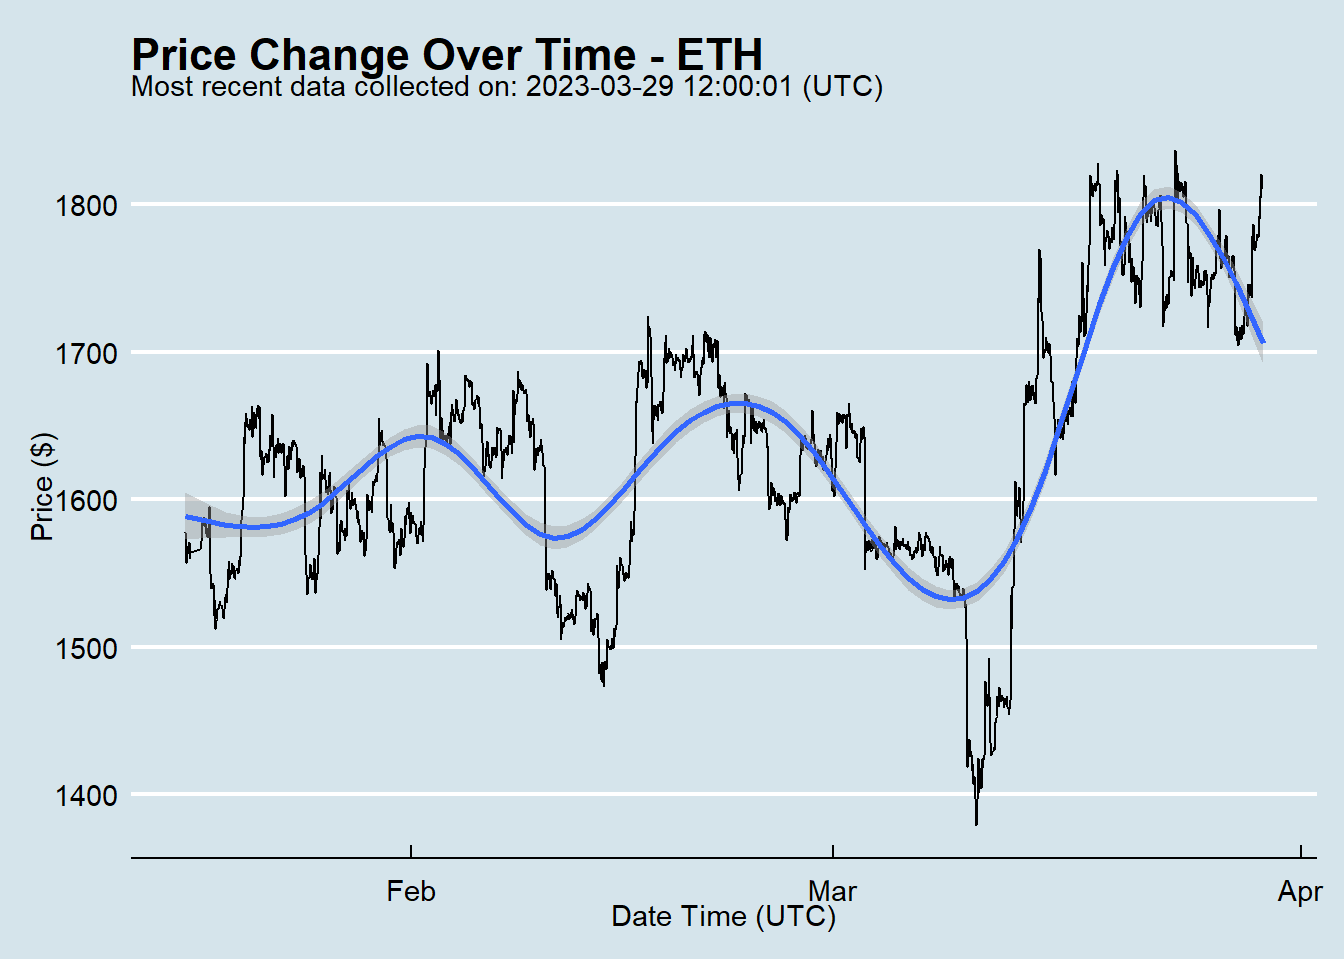 Price Change Over Time - ETH
Most recent data collected on: 2023-03-29 12:00:01 (UTC)
Price ($)
1800
1700
1600
1500
1400
Feb
Mar
Apr
Date Time (UTC)